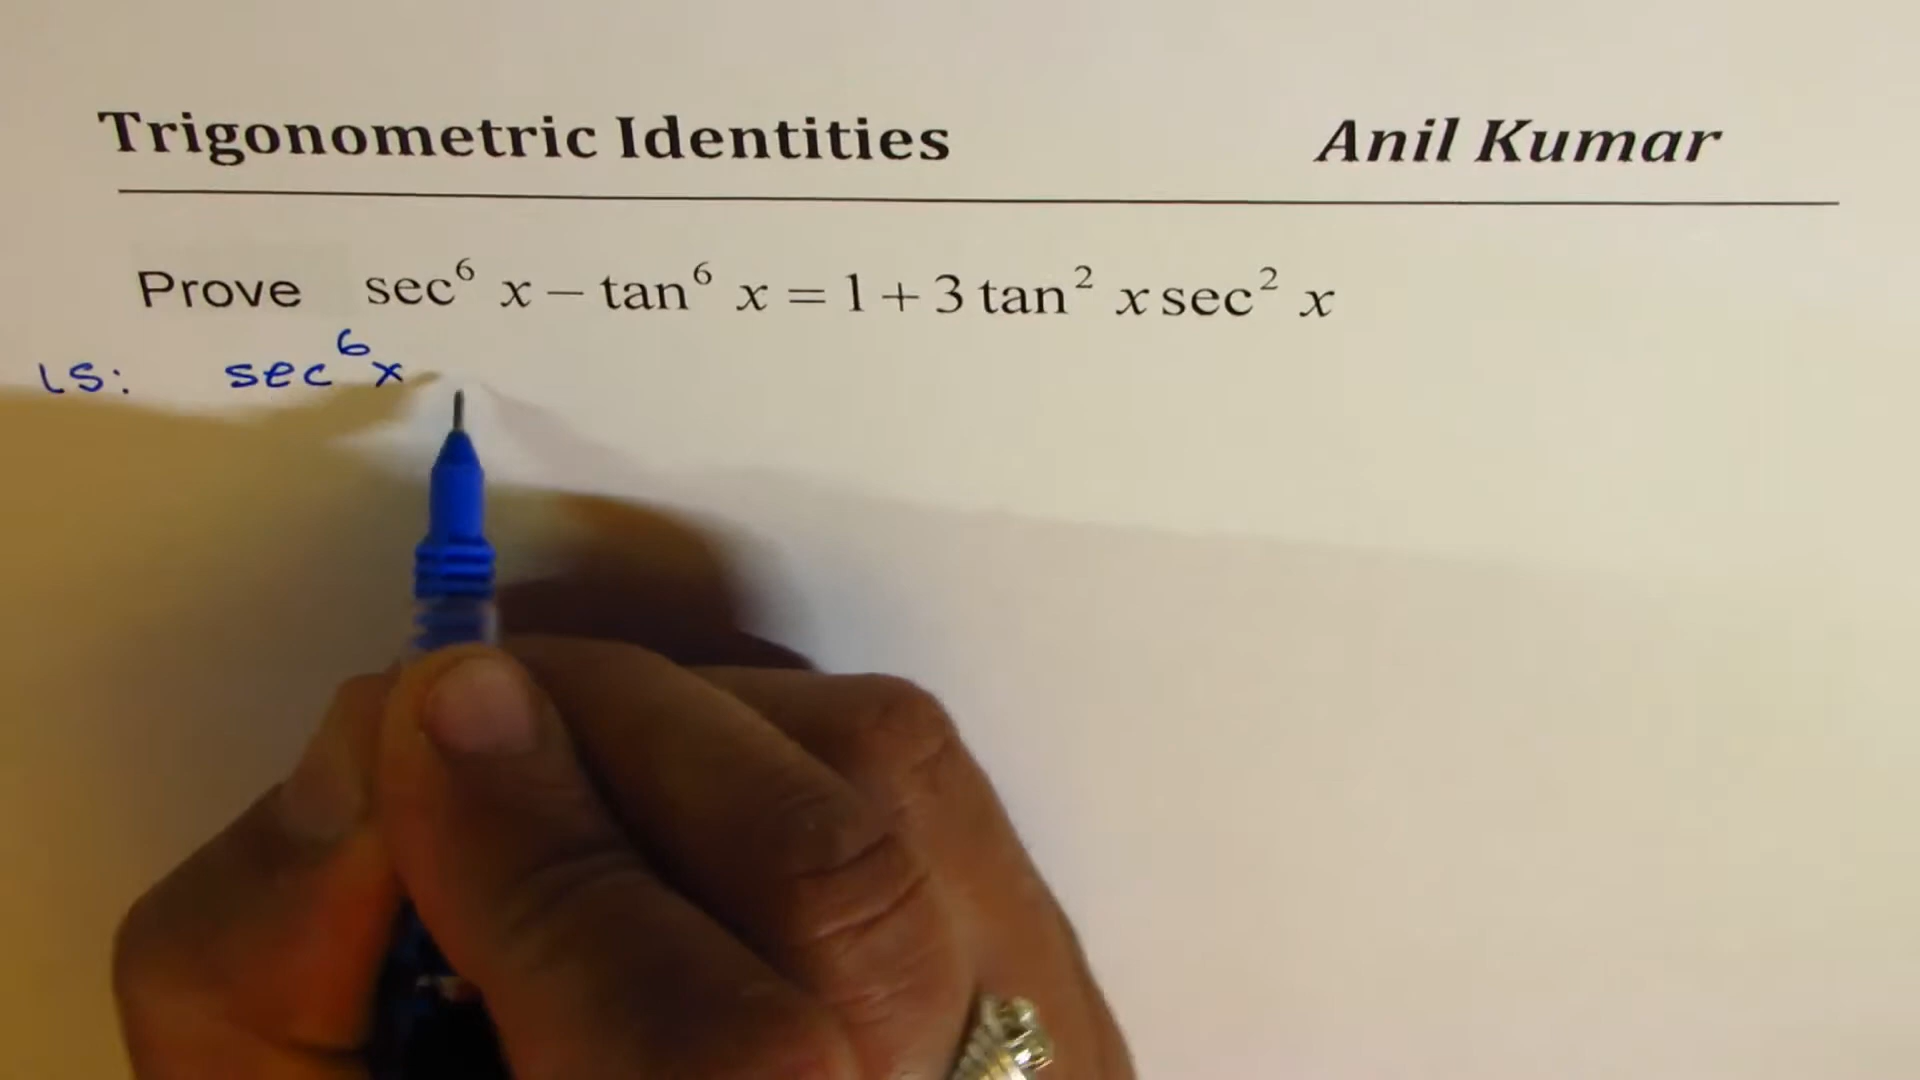 Trigonometric Identities Anil Kumar
Prove sec⁶ x − tan⁶ x = 1 + 3 tan² x sec² x
LS: sec⁶x